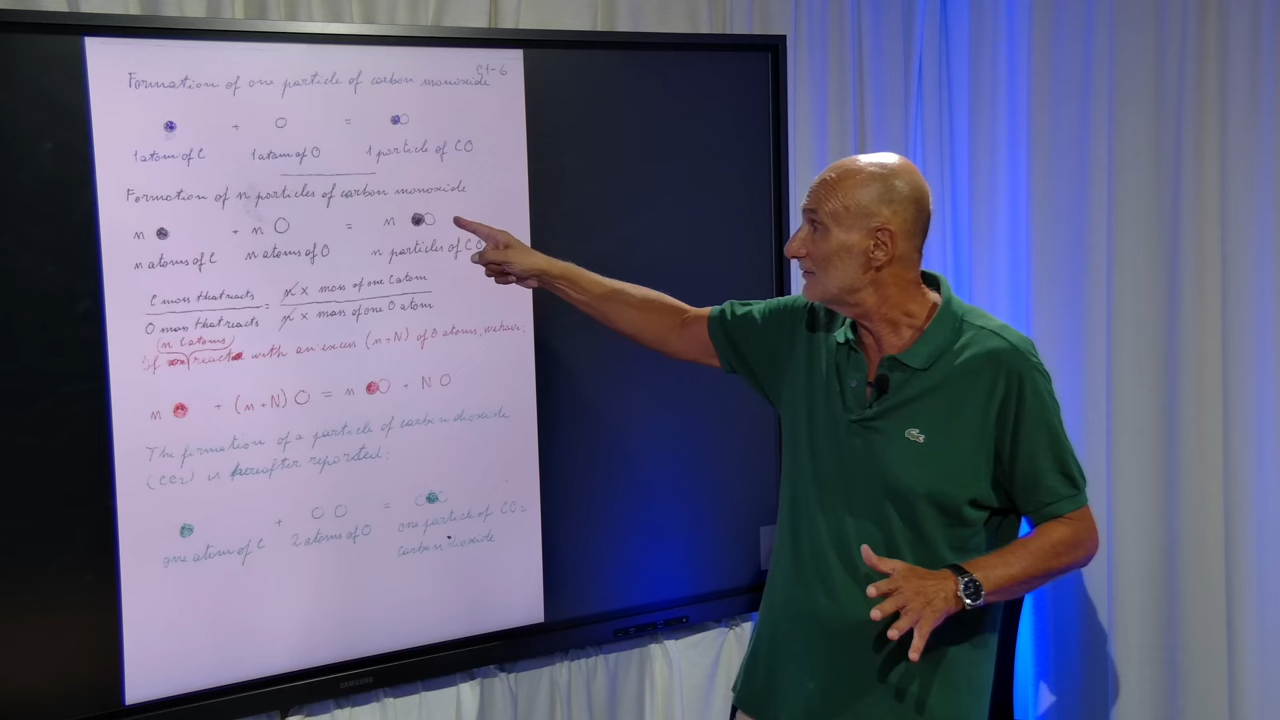 C1-6
Formation of one particle of carbon monoxide
+ =
1 atom of C 1 atom of O 1 particle of CO
Formation of n particles of carbon monoxide
n + n = n
n atoms of C n atoms of O n particles of CO
C mass that reacts = n x mass of one C atom
O mass that reacts n x mass of one O atom
n C atoms
If react with an excess (n+N) of O atoms, we have:
n + (n+N) O = n + N O
The formation of a particle of carbon dioxide
(CO2) is hereafter reported:
+ =
one atom of C 2 atoms of O one particle of CO2
carbon dioxide
SAMSUNG